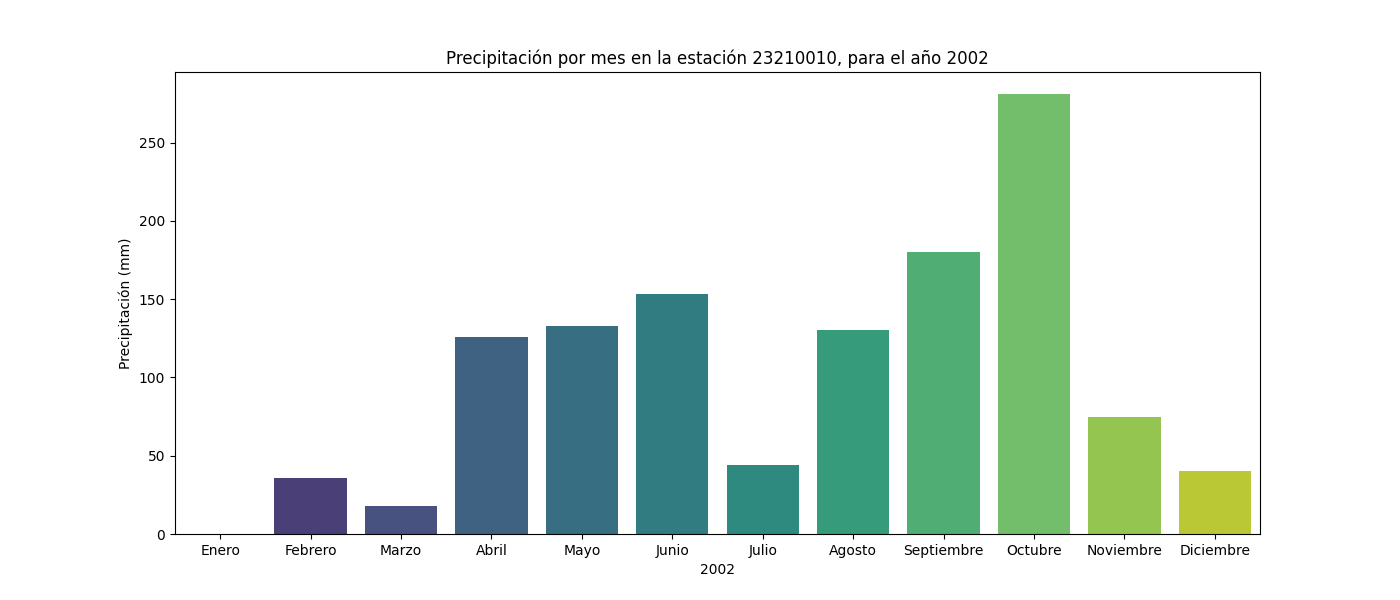 Precipitación por mes en la estación 23210010, para el año 2002
Precipitación (mm)
250
200
150
100
50
0
Enero Febrero Marzo Abril Mayo Junio Julio Agosto Septiembre Octubre Noviembre Diciembre
2002